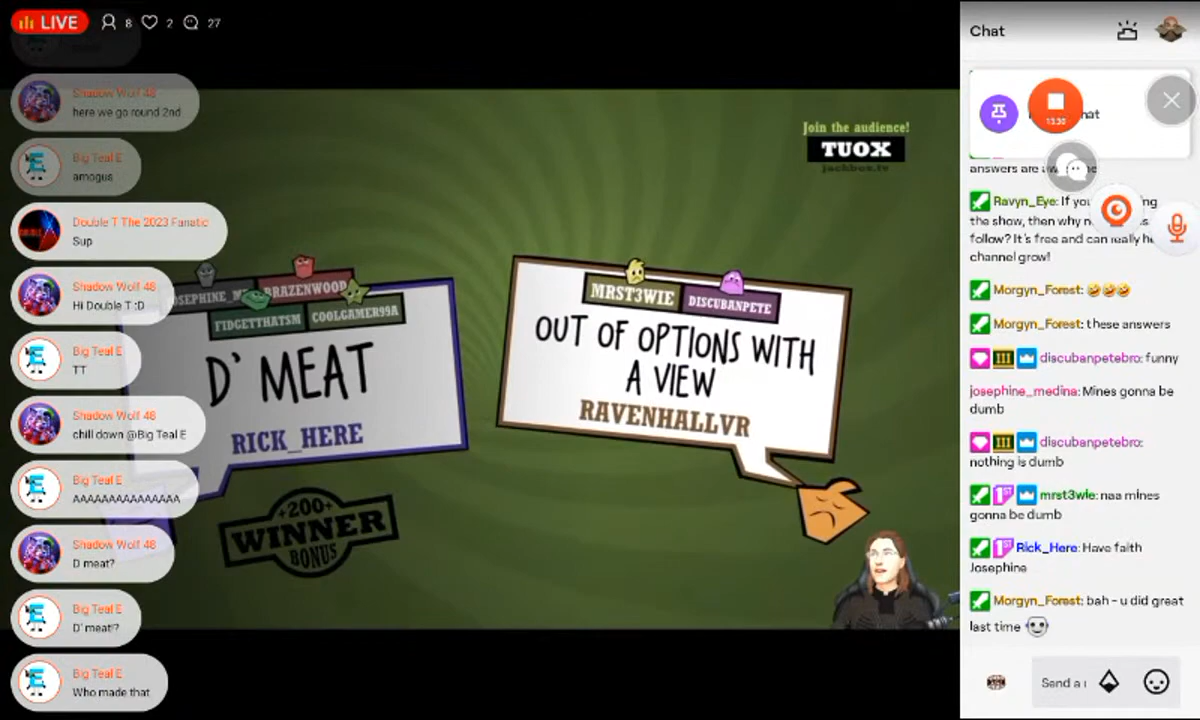 LIVE 8 2 27
Shadow Wolf 48
here we go round 2nd
Big Teal E
amogus
Double T The 2023 Fanatic
Sup
Shadow Wolf 48
Hi Double T :D
Big Teal E
TT
Shadow Wolf 48
chill down @Big Teal E
Big Teal E
AAAAAAAAAAAAAAA
Shadow Wolf 48
D meat?
Big Teal E
D' meat!?
Big Teal E
Who made that
Join the audience!
TUOX
jackbox.tv
BRAZENWOOD
FIDGETTHATSM
COOLGAMER99A
D' MEAT
RICK_HERE
+200+
WINNER
BONUS
MRST3WIE
DISCUBANPETE
OUT OF OPTIONS WITH
A VIEW
RAVENHALLVR
Chat
13:30
answers are
Ravyn_Eye: If
the show, then why
follow? It's free and can really
channel grow!
Morgyn_Forest: 🤣🤣🤣
Morgyn_Forest: these answers
discubanpetebro: funny
josephine_medina: Mines gonna be
dumb
discubanpetebro:
nothing is dumb
mrst3wie: naa mines
gonna be dumb
Rick_Here: Have faith
Josephine
Morgyn_Forest: bah - u did great
last time
Send a